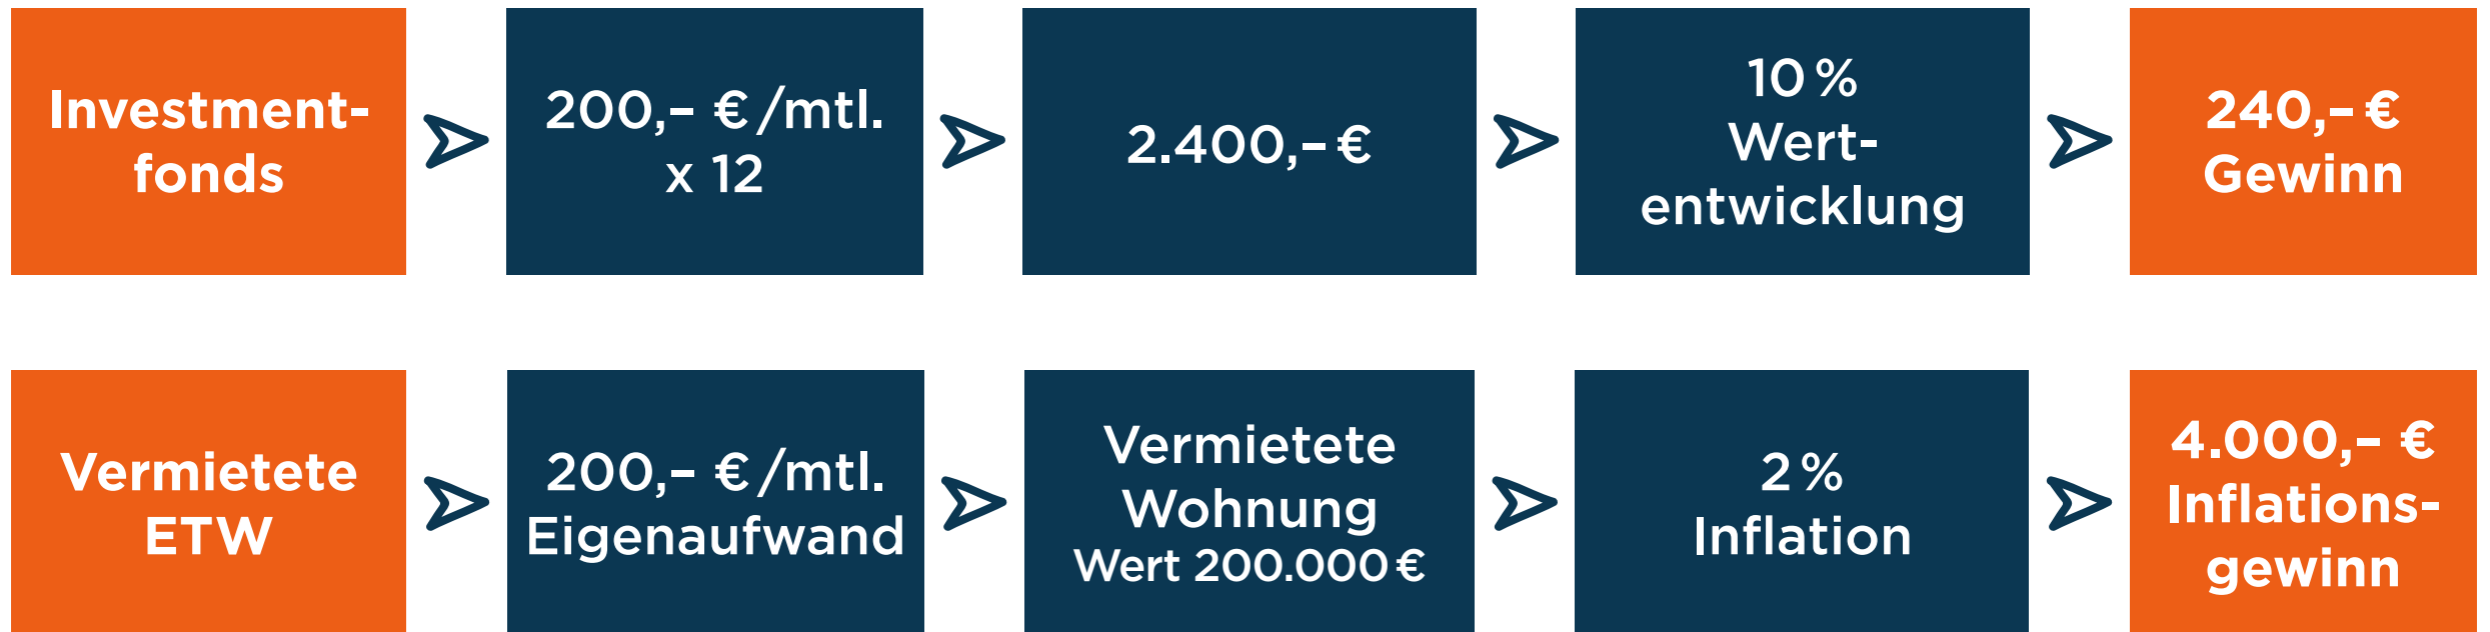 Investment-
fonds
200,– € /mtl.
x 12
2.400,– €
10 %
Wert-
entwicklung
240,– €
Gewinn
Vermietete
ETW
200,– € /mtl.
Eigenaufwand
Vermietete
Wohnung
Wert 200.000 €
2 %
Inflation
4.000,– €
Inflations-
gewinn